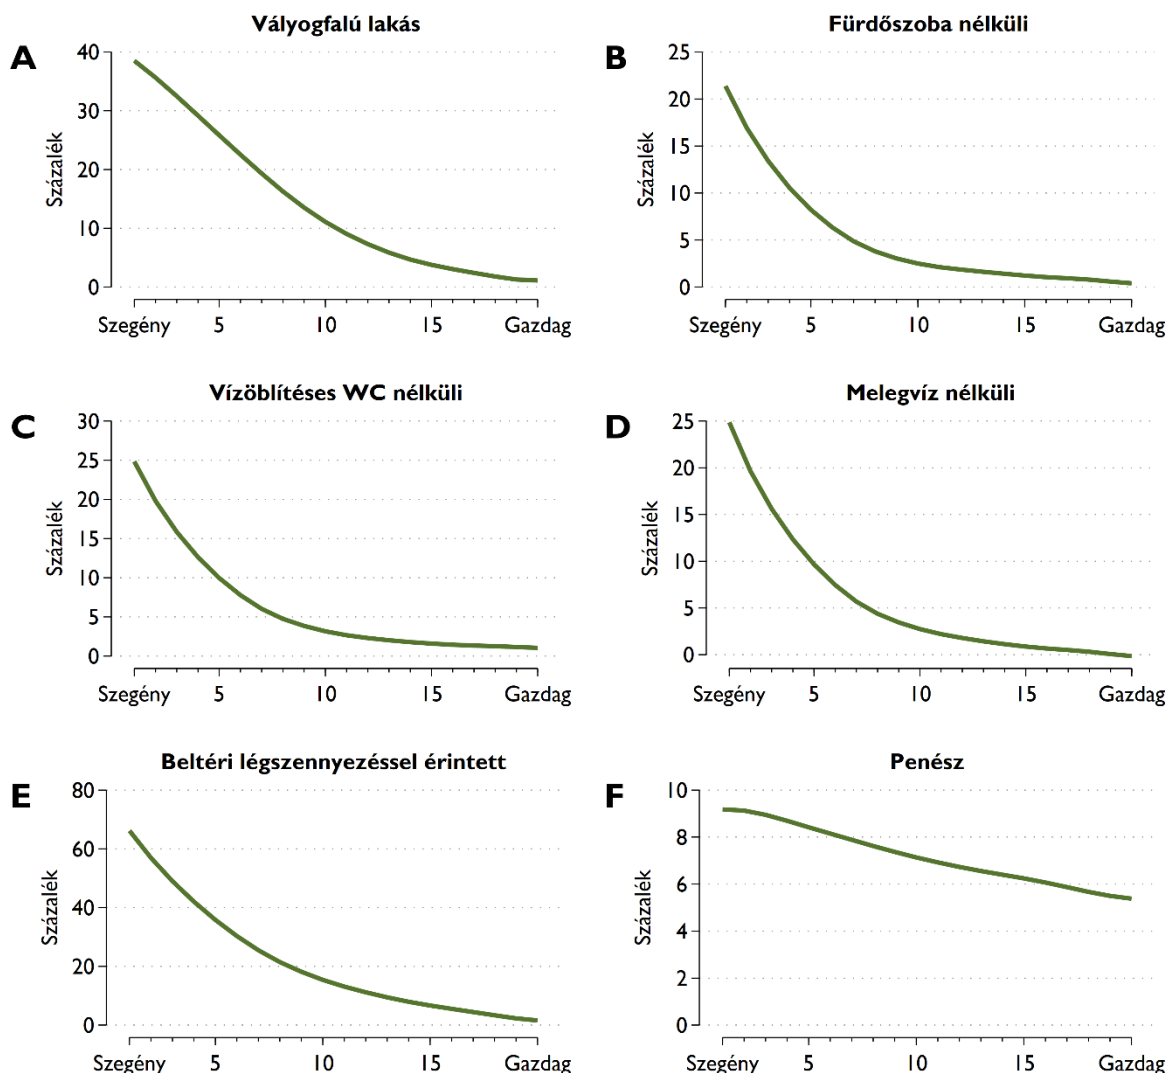 Vályogfalú lakás
A
40
30
20
10
0
Százalék
Szegény 5 10 15 Gazdag
Fürdőszoba nélküli
B
25
20
15
10
5
0
Százalék
Szegény 5 10 15 Gazdag
Vízöblítéses WC nélküli
C
30
25
20
15
10
5
0
Százalék
Szegény 5 10 15 Gazdag
Melegvíz nélküli
D
25
20
15
10
5
0
Százalék
Szegény 5 10 15 Gazdag
Beltéri légszennyezéssel érintett
E
80
60
40
20
0
Százalék
Szegény 5 10 15 Gazdag
Penész
F
10
8
6
4
2
0
Százalék
Szegény 5 10 15 Gazdag